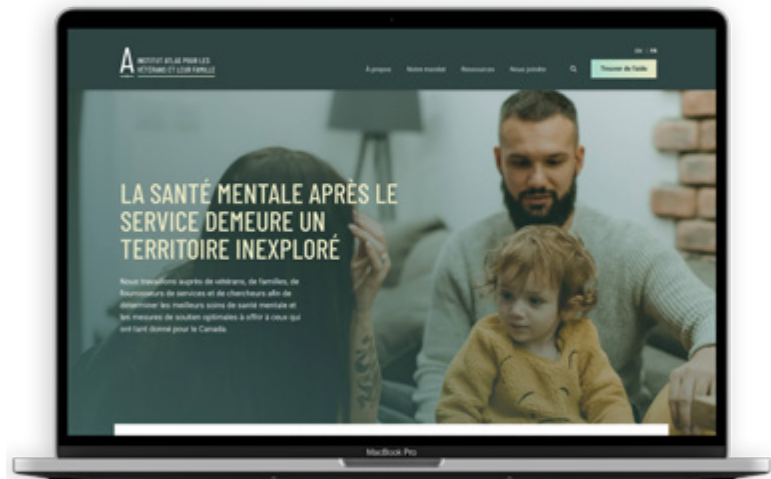 A INSTITUT ATLAS POUR LES
VÉTÉRANS ET LEUR FAMILLE
EN | FR
À propos Notre mandat Ressources Nous joindre Trouver de l'aide
LA SANTÉ MENTALE APRÈS LE
SERVICE DEMEURE UN
TERRITOIRE INEXPLORÉ
Nous travaillons auprès de vétérans, de familles, de
fournisseurs de services et de chercheurs afin de
déterminer les meilleurs soins de santé mentale et
les mesures de soutien optimales à offrir à ceux qui
ont tant donné pour le Canada.
MacBook Pro